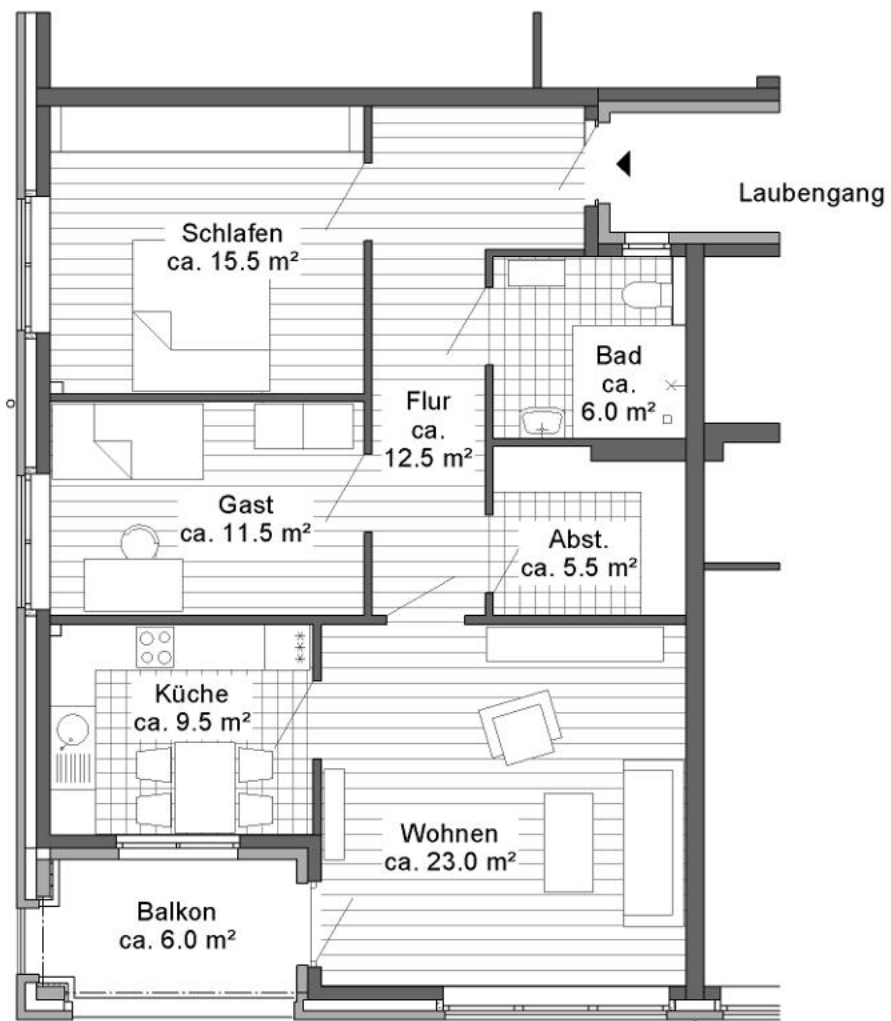 Laubengang
Schlafen
ca. 15.5 m²
Bad
ca.
6.0 m²
Flur
ca.
12.5 m²
Gast
ca. 11.5 m²
Abst.
ca. 5.5 m²
Küche
ca. 9.5 m²
Wohnen
ca. 23.0 m²
Balkon
ca. 6.0 m²